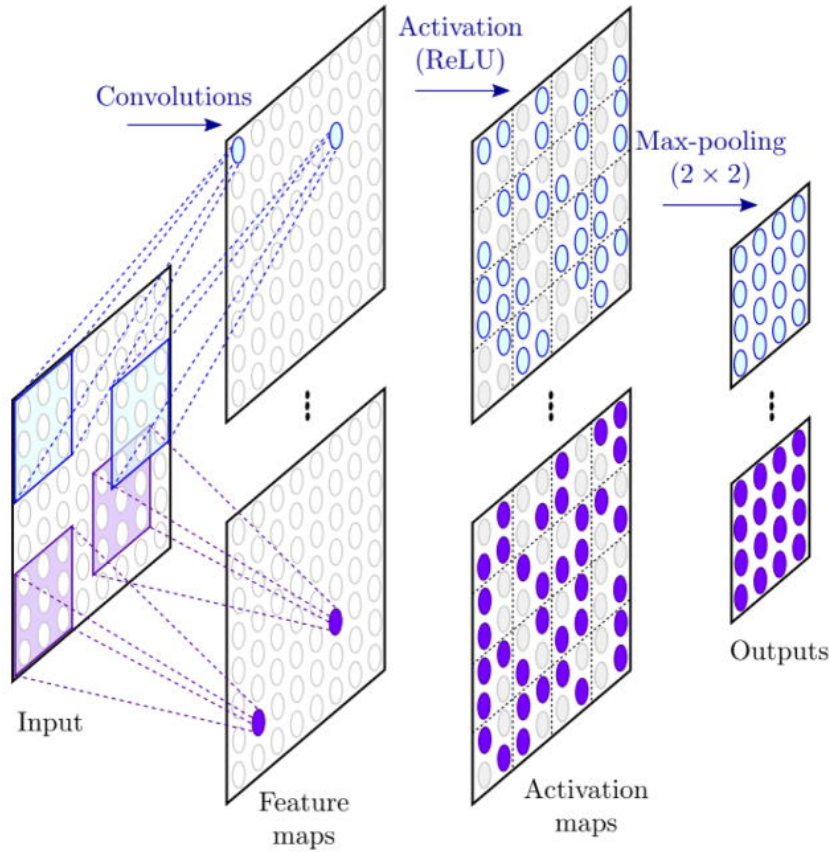 Convolutions
Activation
(ReLU)
Max-pooling
(2 × 2)
Input
Feature
maps
Activation
maps
Outputs